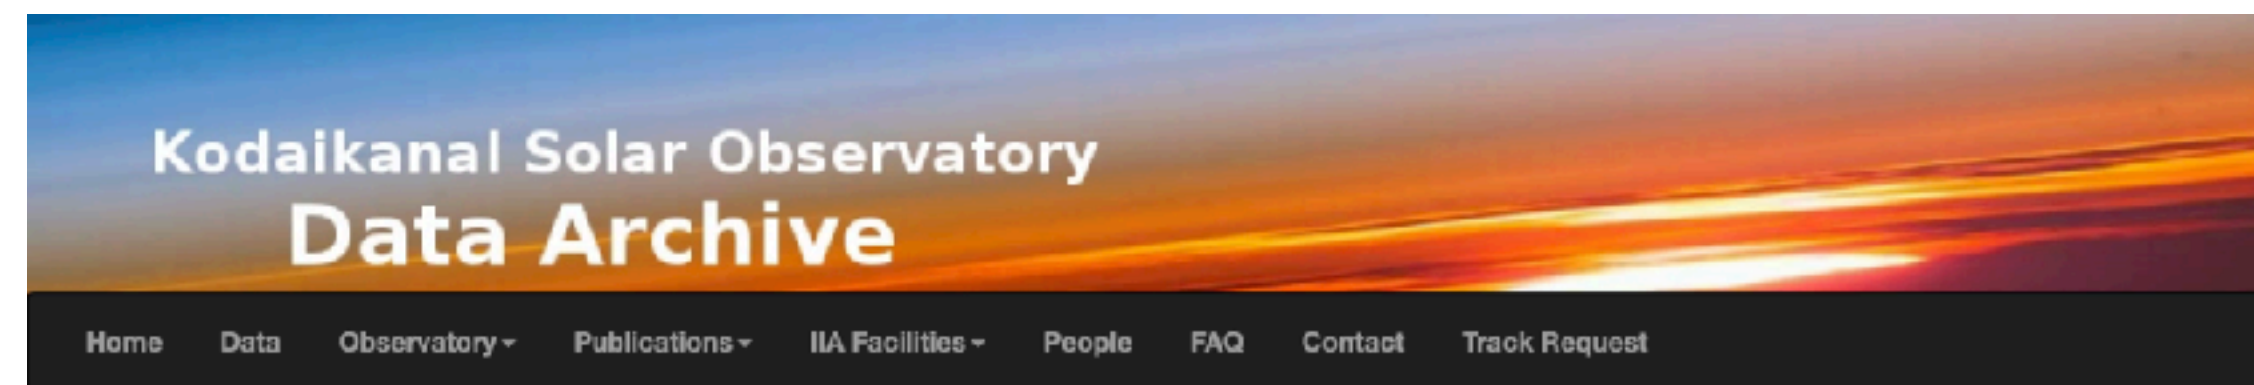 Kodaikanal Solar Observatory
Data Archive
Home Data Observatory Publications IIA Facilities People FAQ Contact Track Request